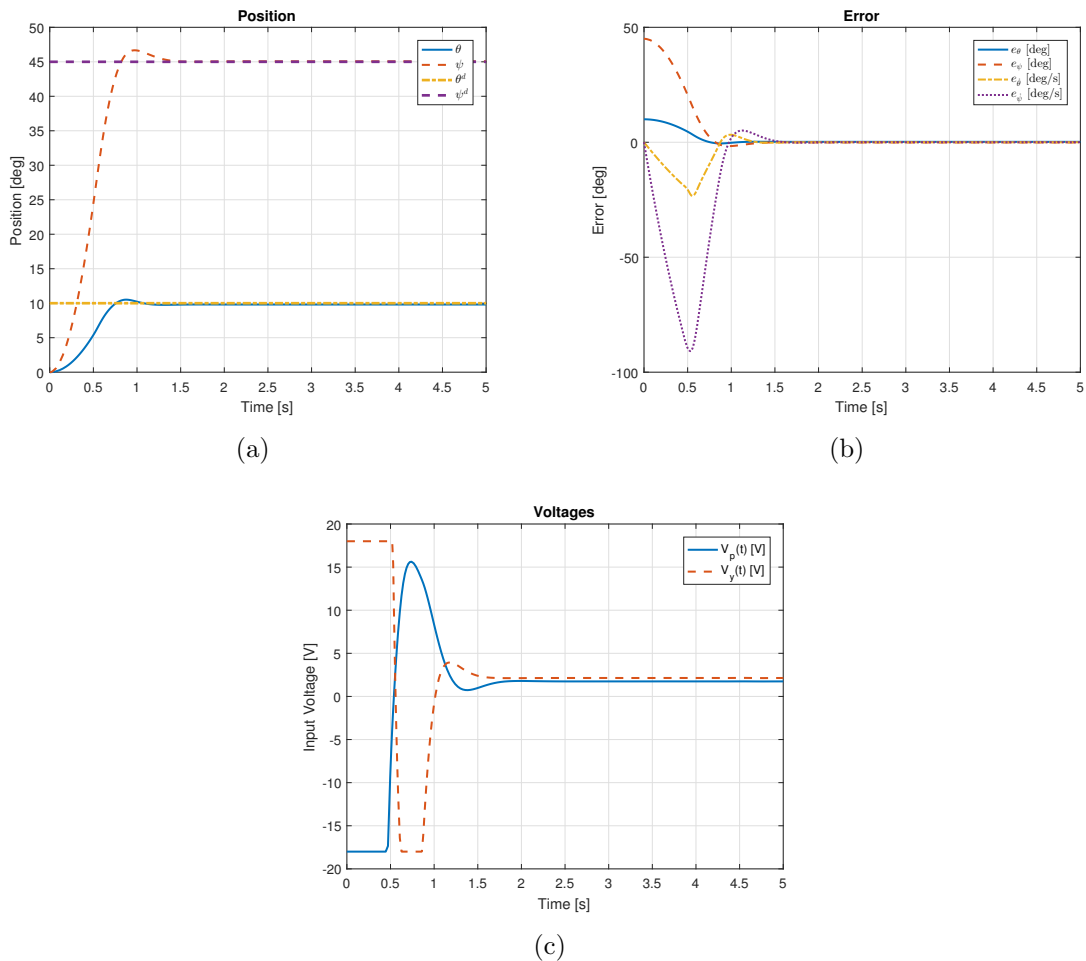 Position
50
45
40
35
30
25
20
15
10
5
0
Position [deg]
θ
ψ
θ^d
ψ^d
0 0.5 1 1.5 2 2.5 3 3.5 4 4.5 5
Time [s]
(a)
Error
50
0
-50
-100
Error [deg]
e_θ [deg]
e_ψ [deg]
e_θ̇ [deg/s]
e_ψ̇ [deg/s]
0 0.5 1 1.5 2 2.5 3 3.5 4 4.5 5
Time [s]
(b)
Voltages
20
15
10
5
0
-5
-10
-15
-20
Input Voltage [V]
V_p(t) [V]
V_y(t) [V]
0 0.5 1 1.5 2 2.5 3 3.5 4 4.5 5
Time [s]
(c)